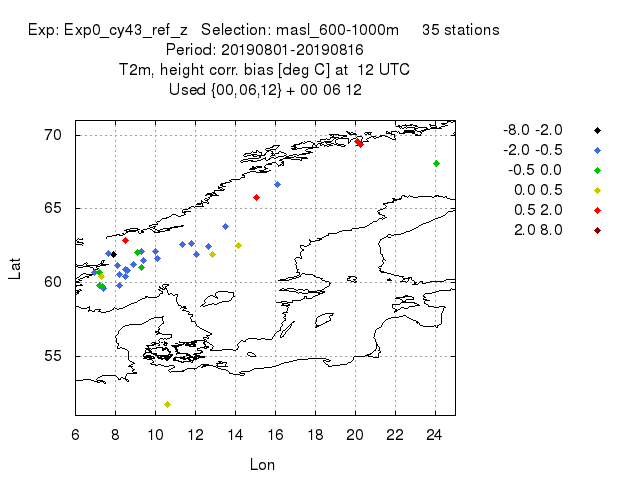 Exp: Exp0_cy43_ref_z   Selection: masl_600-1000m     35 stations
Period: 20190801-20190816
T2m, height corr. bias [deg C] at  12 UTC
Used {00,06,12} + 00 06 12
70
65
60
55
Lat
6 8 10 12 14 16 18 20 22 24
Lon
-8.0 -2.0
-2.0 -0.5
-0.5 0.0
0.0 0.5
0.5 2.0
2.0 8.0